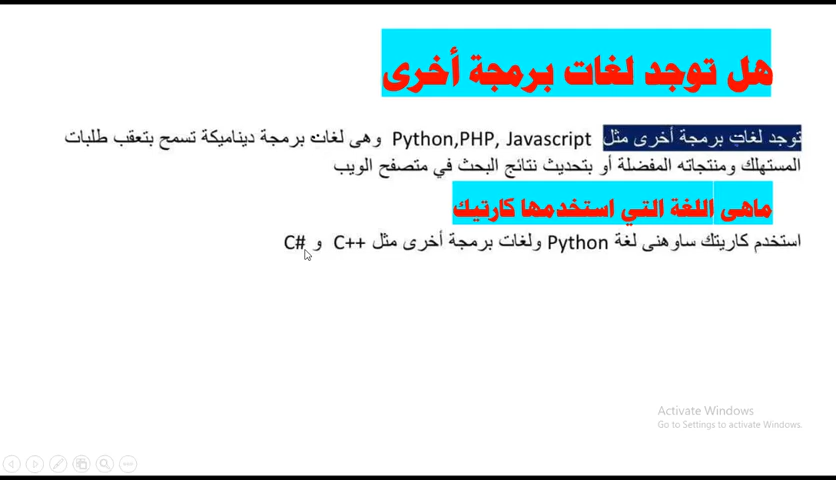 هل توجد لغات برمجة أخرى
توجد لغات برمجة أخرى مثل Python,PHP, Javascript وهى لغات برمجة ديناميكة تسمح بتعقب طلبات
المستهلك ومنتجاته المفضلة أو بتحديث نتائج البحث في متصفح الويب
ماهى اللغة التي استخدمها كارتيك
استخدم كاريتك ساوهنى لغة Python ولغات برمجة أخرى مثل C++ و C#
Activate Windows
Go to Settings to activate Windows.